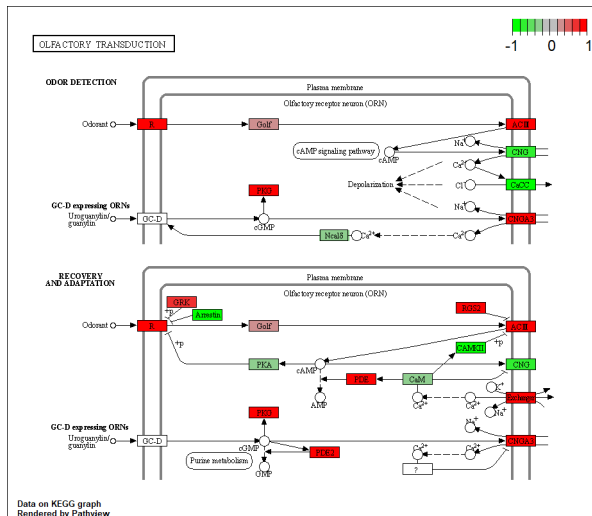 OLFACTORY TRANSDUCTION
-1 0 1
ODOR DETECTION
Plasma membrane
Olfactory receptor neuron (ORN)
Odorant R Golf ACIII
Na+
cAMP signaling pathway
cAMP
CNG
Ca2+
Depolarization
Cl-
CaCC
PKG
Na+
GC-D expressing ORNs
Uroguanylin/
guanylin
GC-D
cGMP
CNGA3
Ncal8
Ca2+
Ca2+
RECOVERY
AND ADAPTATION
Plasma membrane
Olfactory receptor neuron (ORN)
GRK
+p
Arrestin
RGS2
Odorant R Golf ACIII
+p
CAMKII
+p
PKA
cAMP
CNG
PDE
CaM
K+
AMP
Ca2+
Ca2+
Exchanger
Na+
PKG
Na+
GC-D expressing ORNs
Uroguanylin/
guanylin
GC-D
cGMP
CNGA3
PDE2
Ca2+
Ca2+
Purine metabolism
GMP
?
Data on KEGG graph
Rendered by Pathview